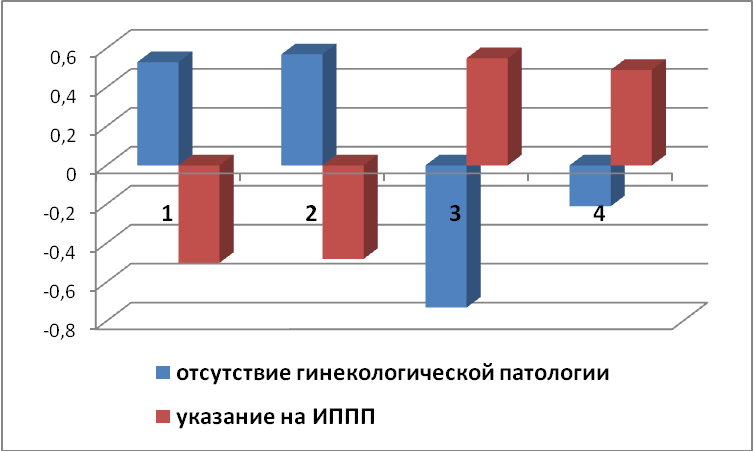 0,6
0,4
0,2
0
-0,2
-0,4
-0,6
-0,8
1 2 3 4
отсутствие гинекологической патологии
указание на ИППП